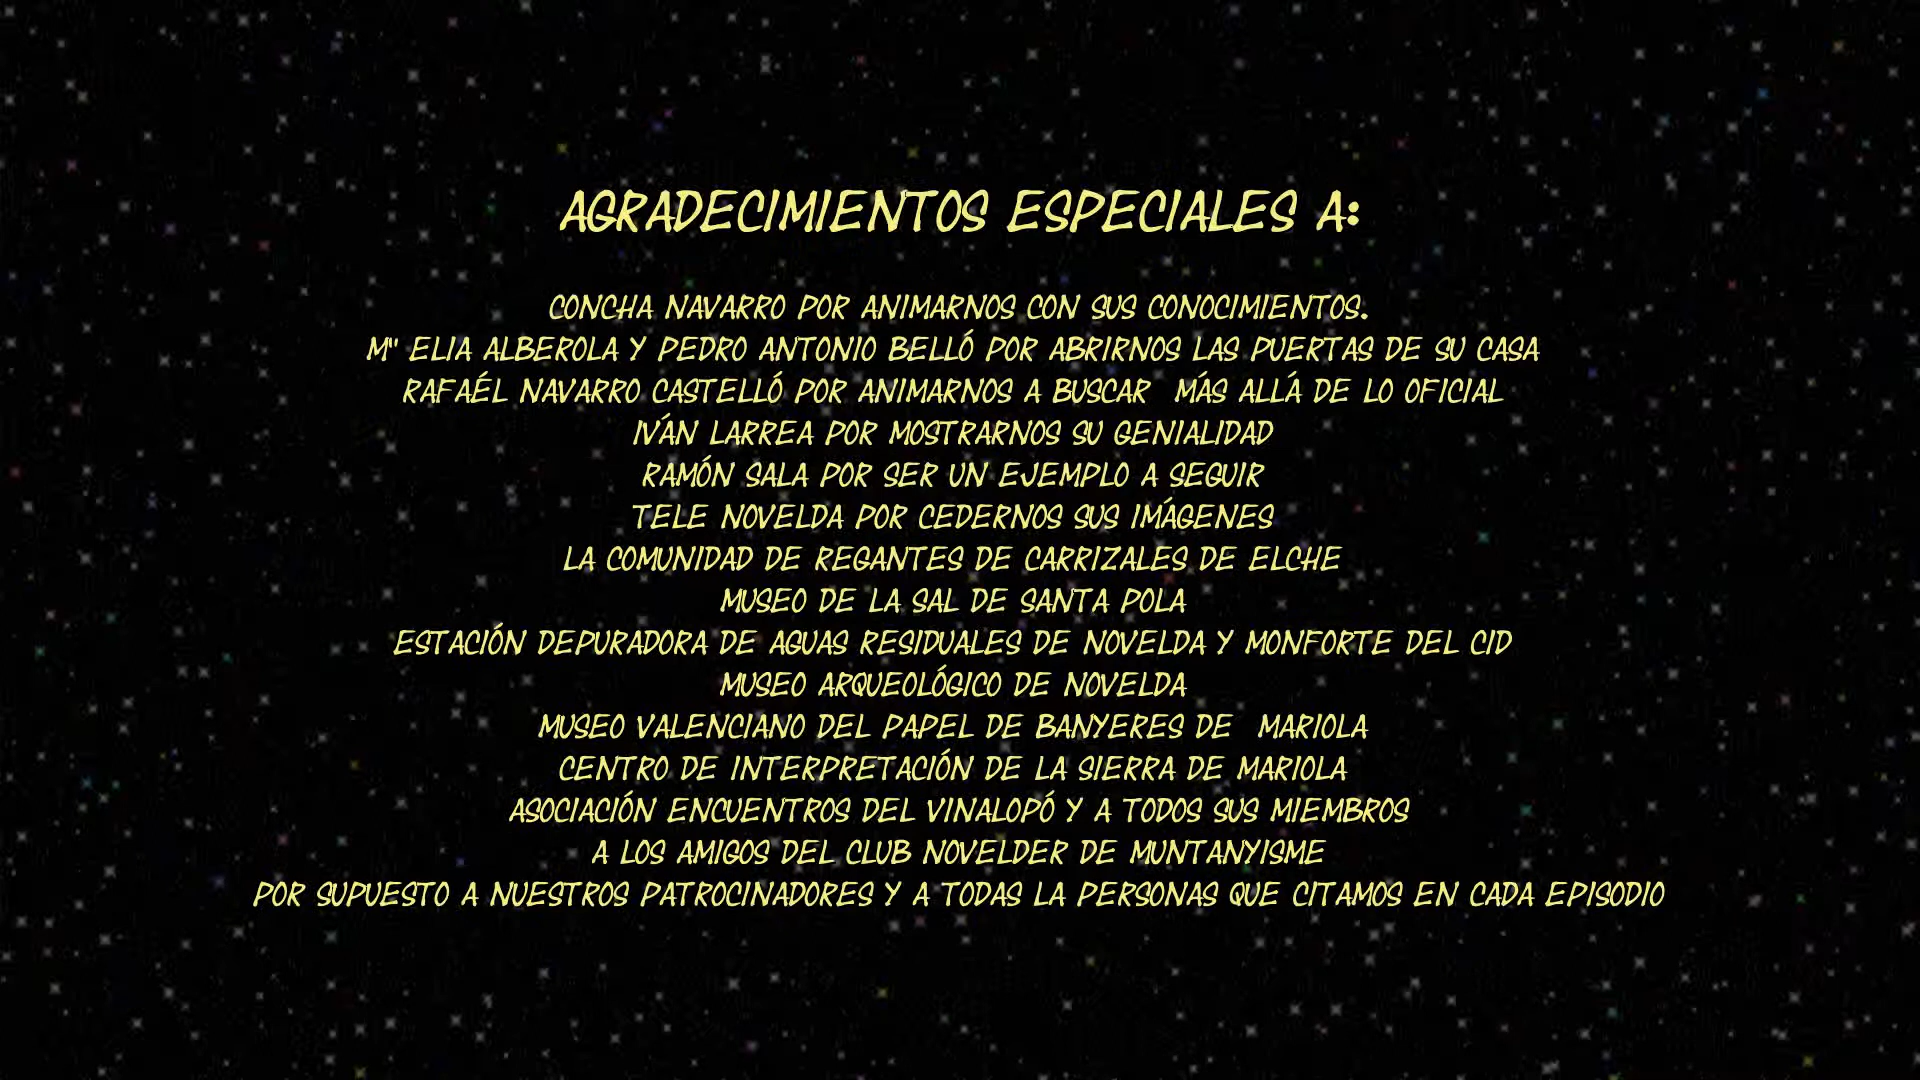 AGRADECIMIENTOS ESPECIALES A:
CONCHA NAVARRO POR ANIMARNOS CON SUS CONOCIMIENTOS.
M" ELIA ALBEROLA Y PEDRO ANTONIO BELLÓ POR ABRIRNOS LAS PUERTAS DE SU CASA
RAFAÉL NAVARRO CASTELLÓ POR ANIMARNOS A BUSCAR MÁS ALLÁ DE LO OFICIAL
IVÁN LARREA POR MOSTRARNOS SU GENIALIDAD
RAMÓN SALA POR SER UN EJEMPLO A SEGUIR
TELE NOVELDA POR CEDERNOS SUS IMÁGENES
LA COMUNIDAD DE REGANTES DE CARRIZALES DE ELCHE
MUSEO DE LA SAL DE SANTA POLA
ESTACIÓN DEPURADORA DE AGUAS RESIDUALES DE NOVELDA Y MONFORTE DEL CID
MUSEO ARQUEOLÓGICO DE NOVELDA
MUSEO VALENCIANO DEL PAPEL DE BANYERES DE MARIOLA
CENTRO DE INTERPRETACIÓN DE LA SIERRA DE MARIOLA
ASOCIACIÓN ENCUENTROS DEL VINALOPÓ Y A TODOS SUS MIEMBROS
A LOS AMIGOS DEL CLUB NOVELDER DE MUNTANYISME
POR SUPUESTO A NUESTROS PATROCINADORES Y A TODAS LA PERSONAS QUE CITAMOS EN CADA EPISODIO